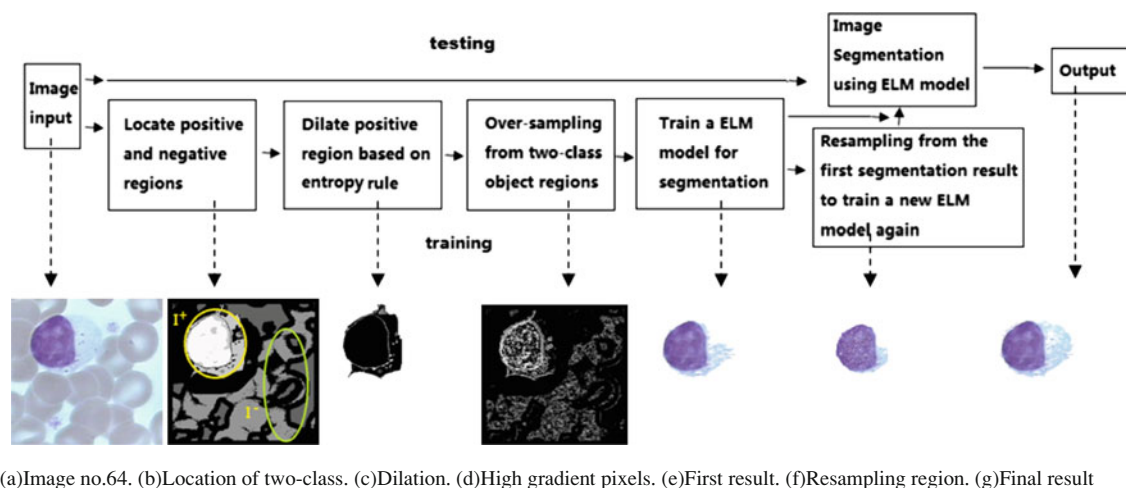 testing
Image
input
Locate positive
and negative
regions
Dilate positive
region based on
entropy rule
Over-sampling
from two-class
object regions
Train a ELM
model for
segmentation
Image
Segmentation
using ELM model
Resampling from the
first segmentation result
to train a new ELM
model again
Output
training
I+
I-
(a)Image no.64. (b)Location of two-class. (c)Dilation. (d)High gradient pixels. (e)First result. (f)Resampling region. (g)Final result